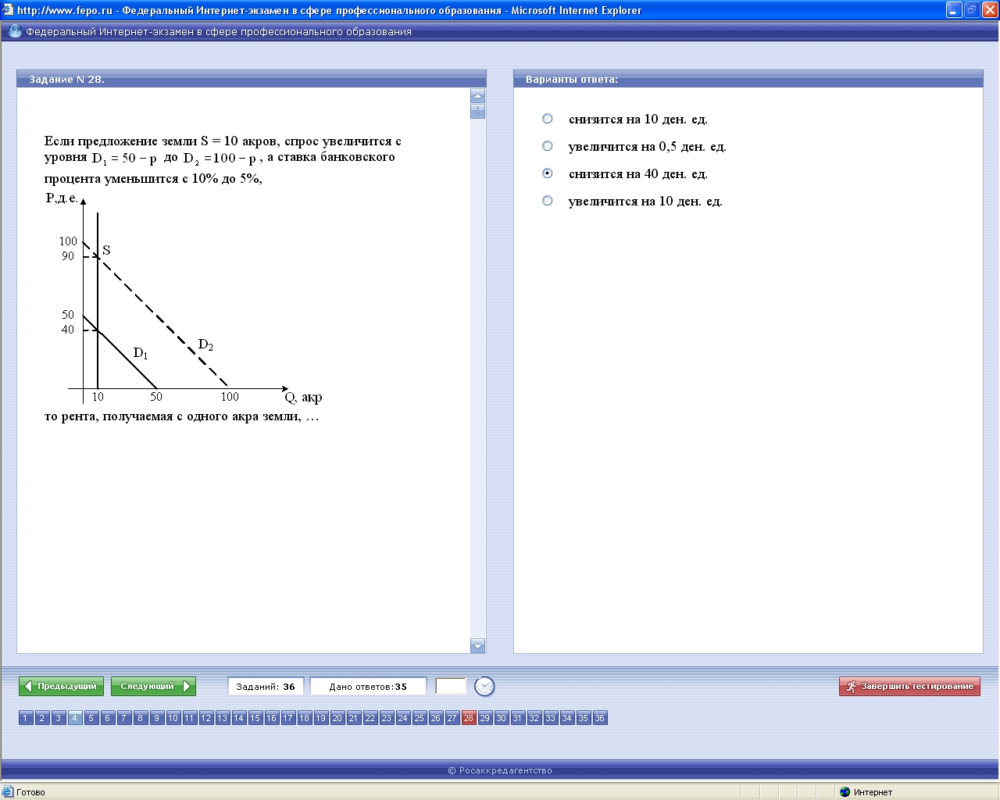 http://www.fepo.ru - Федеральный Интернет-экзамен в сфере профессионального образования - Microsoft Internet Explorer
Федеральный Интернет-экзамен в сфере профессионального образования
Задание N 28.
Если предложение земли S = 10 акров, спрос увеличится с
уровня D₁ = 50 − p до D₂ = 100 − p, а ставка банковского
процента уменьшится с 10% до 5%,
P,д.е.
100
90
S
50
40
D₁
D₂
10
50
100
Q, акр
то рента, получаемая с одного акра земли, …
Варианты ответа:
снизится на 10 ден. ед.
увеличится на 0,5 ден. ед.
снизится на 40 ден. ед.
увеличится на 10 ден. ед.
Предыдущий Следующий Заданий: 36 Дано ответов:35 Завершить тестирование
1 2 3 4 5 6 7 8 9 10 11 12 13 14 15 16 17 18 19 20 21 22 23 24 25 26 27 28 29 30 31 32 33 34 35 36
© Росаккредагентство
Готово Интернет